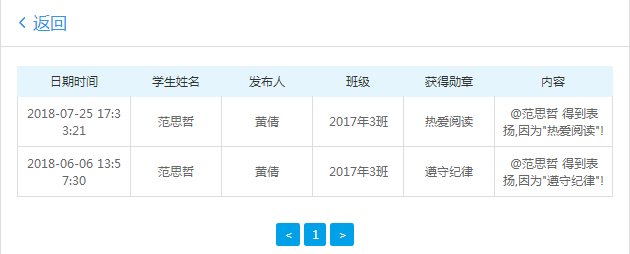 < 返回
日期时间 学生姓名 发布人 班级 获得勋章 内容
2018-07-25 17:3
3:21
范思哲 黄倩 2017年3班 热爱阅读
@范思哲 得到表
扬,因为"热爱阅读"!
2018-06-06 13:5
7:30
范思哲 黄倩 2017年3班 遵守纪律
@范思哲 得到表
扬,因为"遵守纪律"!
< 1 >